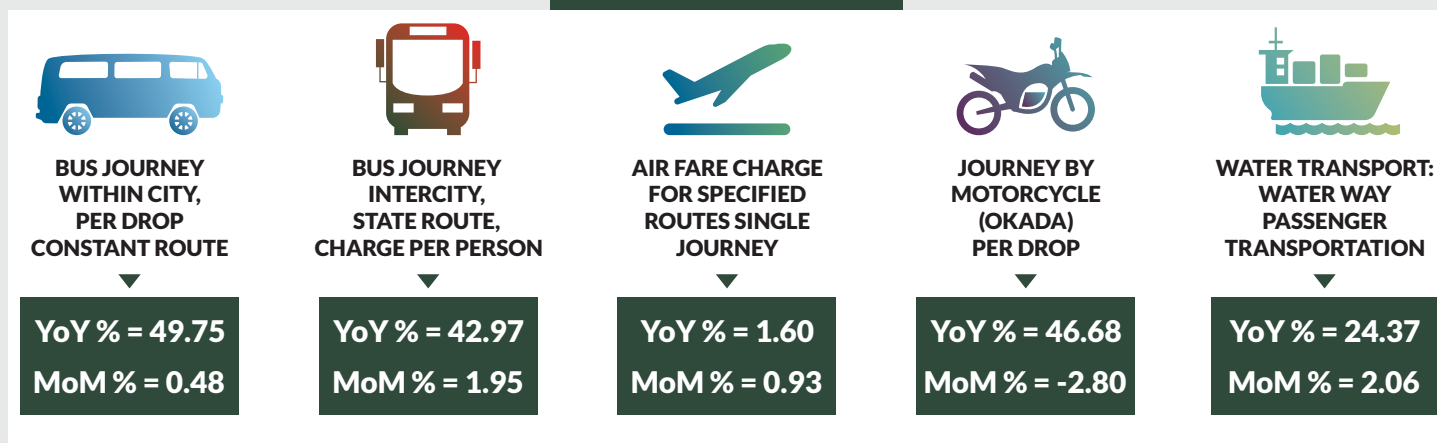 BUS JOURNEY
WITHIN CITY,
PER DROP
CONSTANT ROUTE
YoY % = 49.75
MoM % = 0.48
BUS JOURNEY
INTERCITY,
STATE ROUTE,
CHARGE PER PERSON
YoY % = 42.97
MoM % = 1.95
AIR FARE CHARGE
FOR SPECIFIED
ROUTES SINGLE
JOURNEY
YoY % = 1.60
MoM % = 0.93
JOURNEY BY
MOTORCYCLE
(OKADA)
PER DROP
YoY % = 46.68
MoM % = -2.80
WATER TRANSPORT:
WATER WAY
PASSENGER
TRANSPORTATION
YoY % = 24.37
MoM % = 2.06